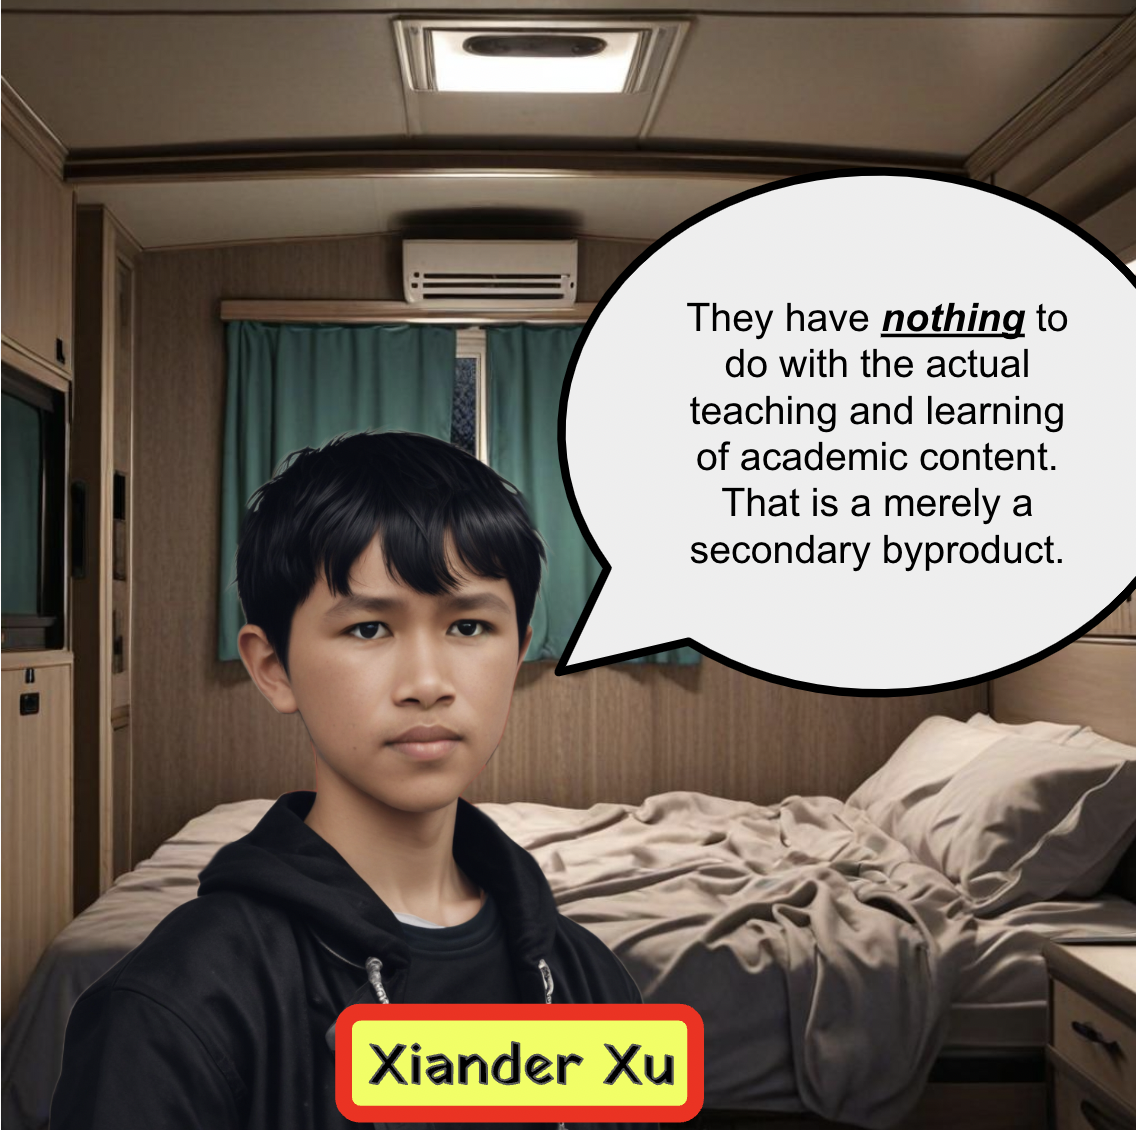 They have nothing to
do with the actual
teaching and learning
of academic content.
That is a merely a
secondary byproduct.
Xiander Xu